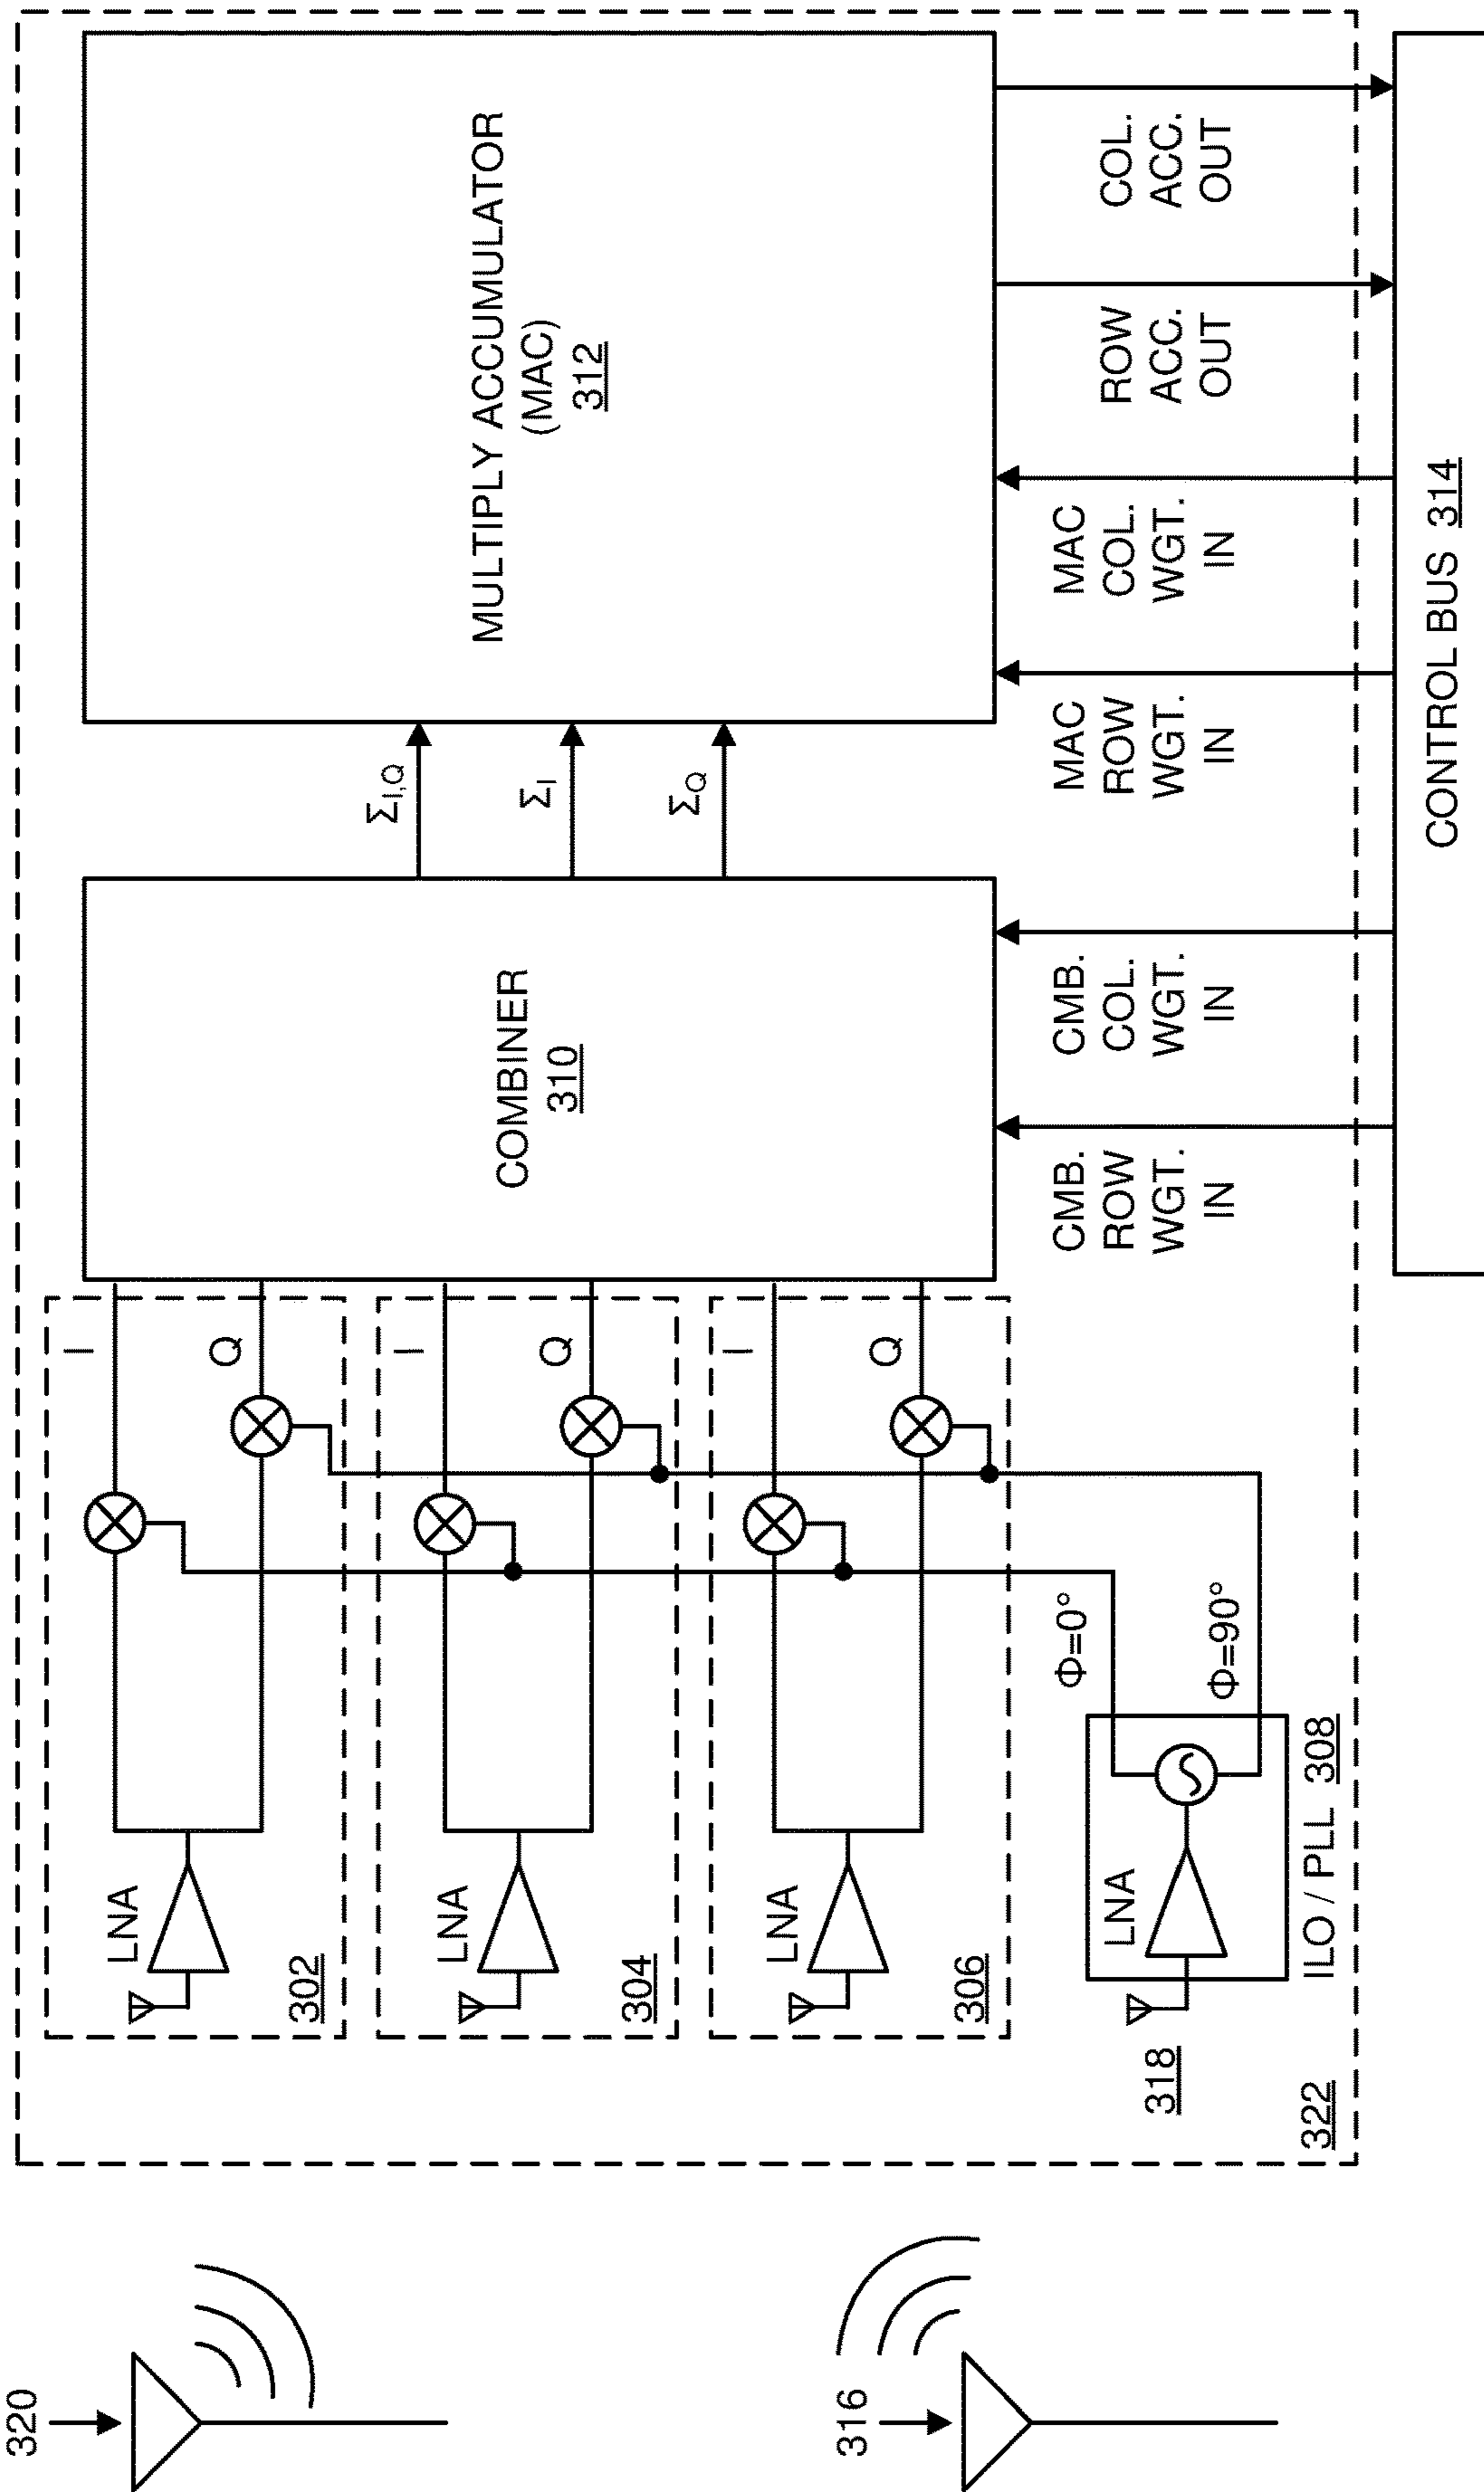 320
316
LNA
302
I
Q
LNA
304
I
Q
LNA
306
I
Q
318
LNA
ILO / PLL 308
Φ=0°
Φ=90°
322
COMBINER
310
Σ_I,Q
Σ_I
Σ_Q
MULTIPLY ACCUMULATOR
(MAC)
312
CMB.
ROW
WGT.
IN
CMB.
COL.
WGT.
IN
MAC
ROW
WGT.
IN
MAC
COL.
WGT.
IN
ROW
ACC.
OUT
COL.
ACC.
OUT
CONTROL BUS 314